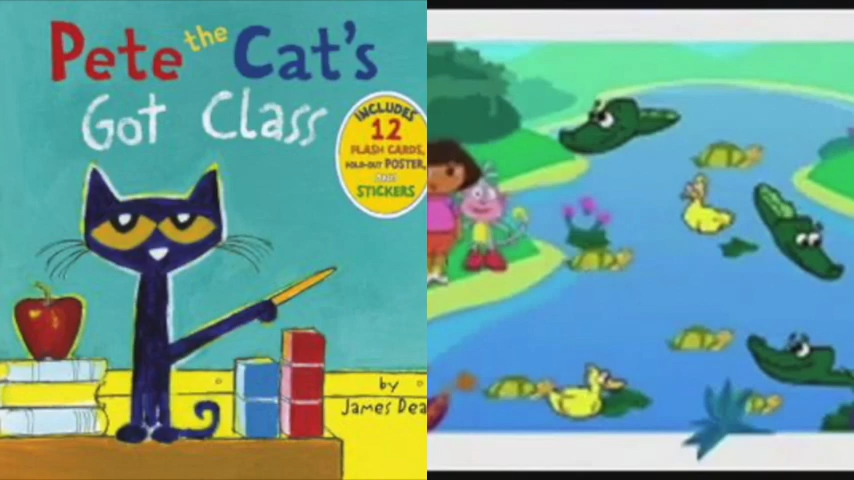 Pete the Cat's
Got Class
INCLUDES
12
FLASH CARDS,
FOLD-OUT POSTER,
AND
STICKERS
by
James Dea